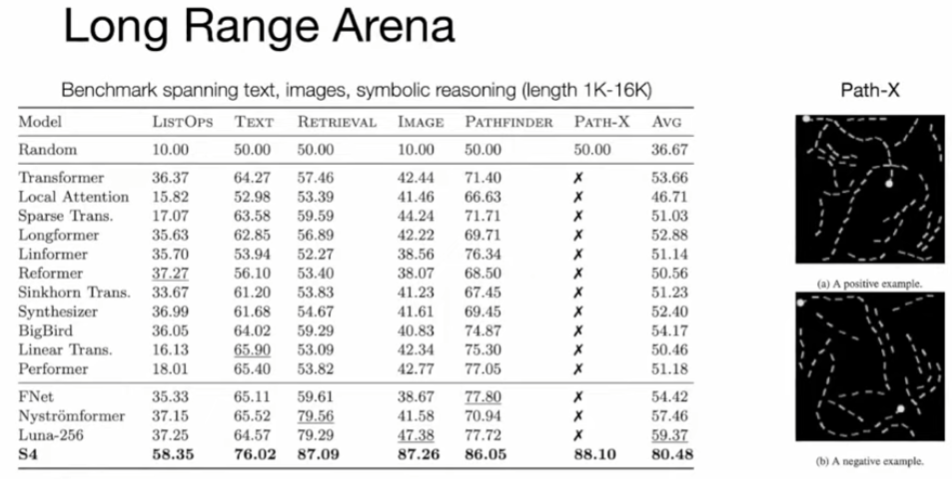 Long Range Arena
Benchmark spanning text, images, symbolic reasoning (length 1K-16K)
Model ListOps Text Retrieval Image Pathfinder Path-X Avg
Random 10.00 50.00 50.00 10.00 50.00 50.00 36.67
Transformer 36.37 64.27 57.46 42.44 71.40 ✗ 53.66
Local Attention 15.82 52.98 53.39 41.46 66.63 ✗ 46.71
Sparse Trans. 17.07 63.58 59.59 44.24 71.71 ✗ 51.03
Longformer 35.63 62.85 56.89 42.22 69.71 ✗ 52.88
Linformer 35.70 53.94 52.27 38.56 76.34 ✗ 51.14
Reformer 37.27 56.10 53.40 38.07 68.50 ✗ 50.56
Sinkhorn Trans. 33.67 61.20 53.83 41.23 67.45 ✗ 51.23
Synthesizer 36.99 61.68 54.67 41.61 69.45 ✗ 52.40
BigBird 36.05 64.02 59.29 40.83 74.87 ✗ 54.17
Linear Trans. 16.13 65.90 53.09 42.34 75.30 ✗ 50.46
Performer 18.01 65.40 53.82 42.77 77.05 ✗ 51.18
FNet 35.33 65.11 59.61 38.67 77.80 ✗ 54.42
Nyströmformer 37.15 65.52 79.56 41.58 70.94 ✗ 57.46
Luna-256 37.25 64.57 79.29 47.38 77.72 ✗ 59.37
S4 58.35 76.02 87.09 87.26 86.05 88.10 80.48
Path-X
(a) A positive example.
(b) A negative example.